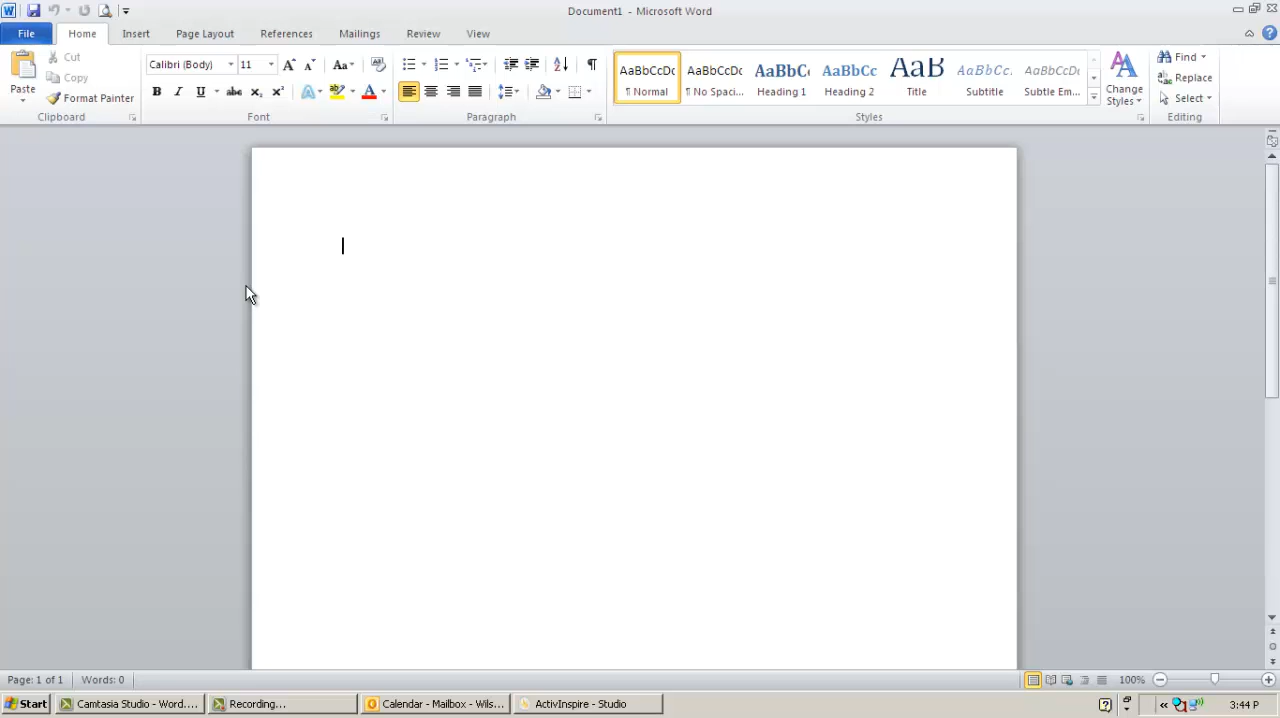 Document1 - Microsoft Word
File Home Insert Page Layout References Mailings Review View
Paste
Cut
Copy
Format Painter
Clipboard
Calibri (Body) 11
Font
Paragraph
AaBbCcDc AaBbCcDc AaBbCc AaBbCc AaB AaBbCc. AaBbCcDc
¶ Normal ¶ No Spaci... Heading 1 Heading 2 Title Subtitle Subtle Em...
Change Styles
Styles
Find
Replace
Select
Editing
Page: 1 of 1 Words: 0 100%
Start Camtasia Studio - Word.... Recording... Calendar - Mailbox - Wils... ActivInspire - Studio « 3:44 P